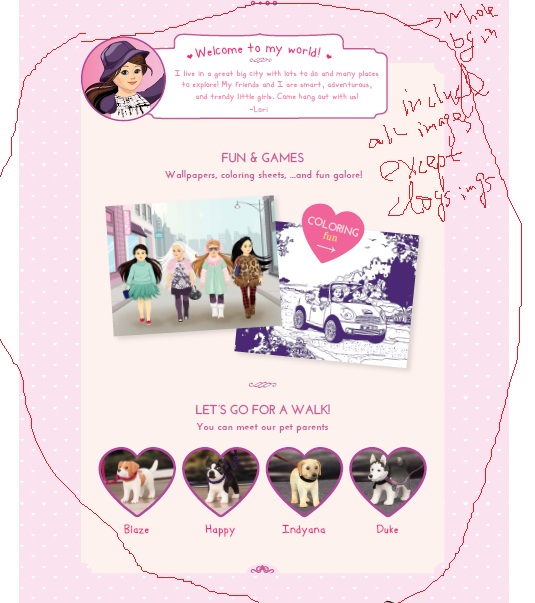 Welcome to my world!
I live in a great big city with lots to do and many places
to explore! My friends and I are smart, adventurous,
and trendy little girls. Come hang out with us!
~Lori
whole
bg in
include
all images
except
dogs imgs
FUN & GAMES
Wallpapers, coloring sheets, ...and fun galore!
COLORING
fun
LET'S GO FOR A WALK!
You can meet our pet parents
Blaze Happy Indyana Duke